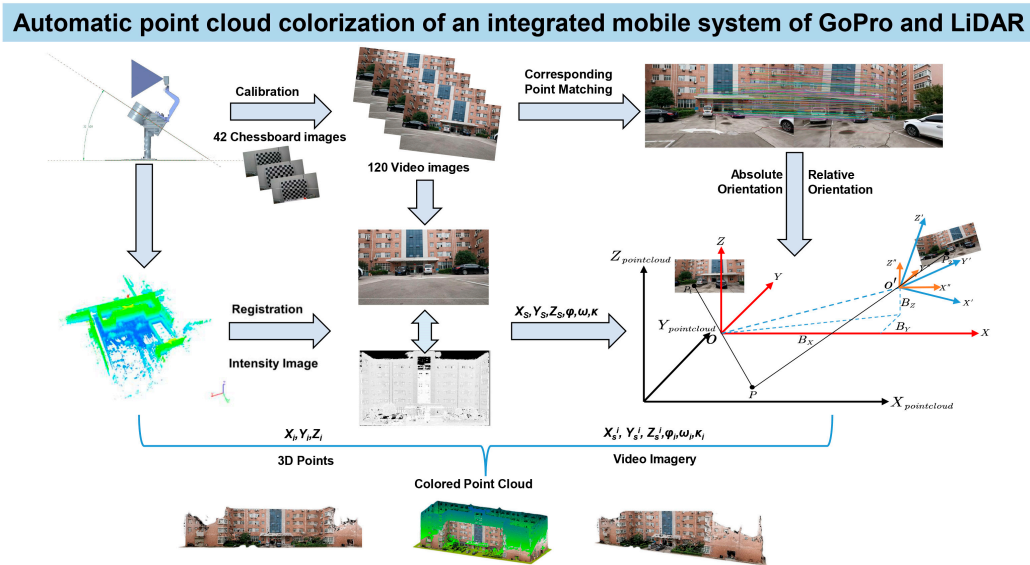 Automatic point cloud colorization of an integrated mobile system of GoPro and LiDAR
Calibration
42 Chessboard images
120 Video images
Corresponding
Point Matching
Absolute
Orientation
Relative
Orientation
Registration
Intensity Image
X_S,Y_S,Z_S,φ,ω,κ
Z_pointcloud
Y_pointcloud
X_pointcloud
Z
Y
X
O
P₁
P
B_X
B_Y
B_Z
O'
Z'
Y'
X'
Z"
Y"
X"
P₂
X_i,Y_i,Z_i
3D Points
X_s^i, Y_s^i, Z_s^i,φ_i,ω_i,κ_i
Video Imagery
Colored Point Cloud